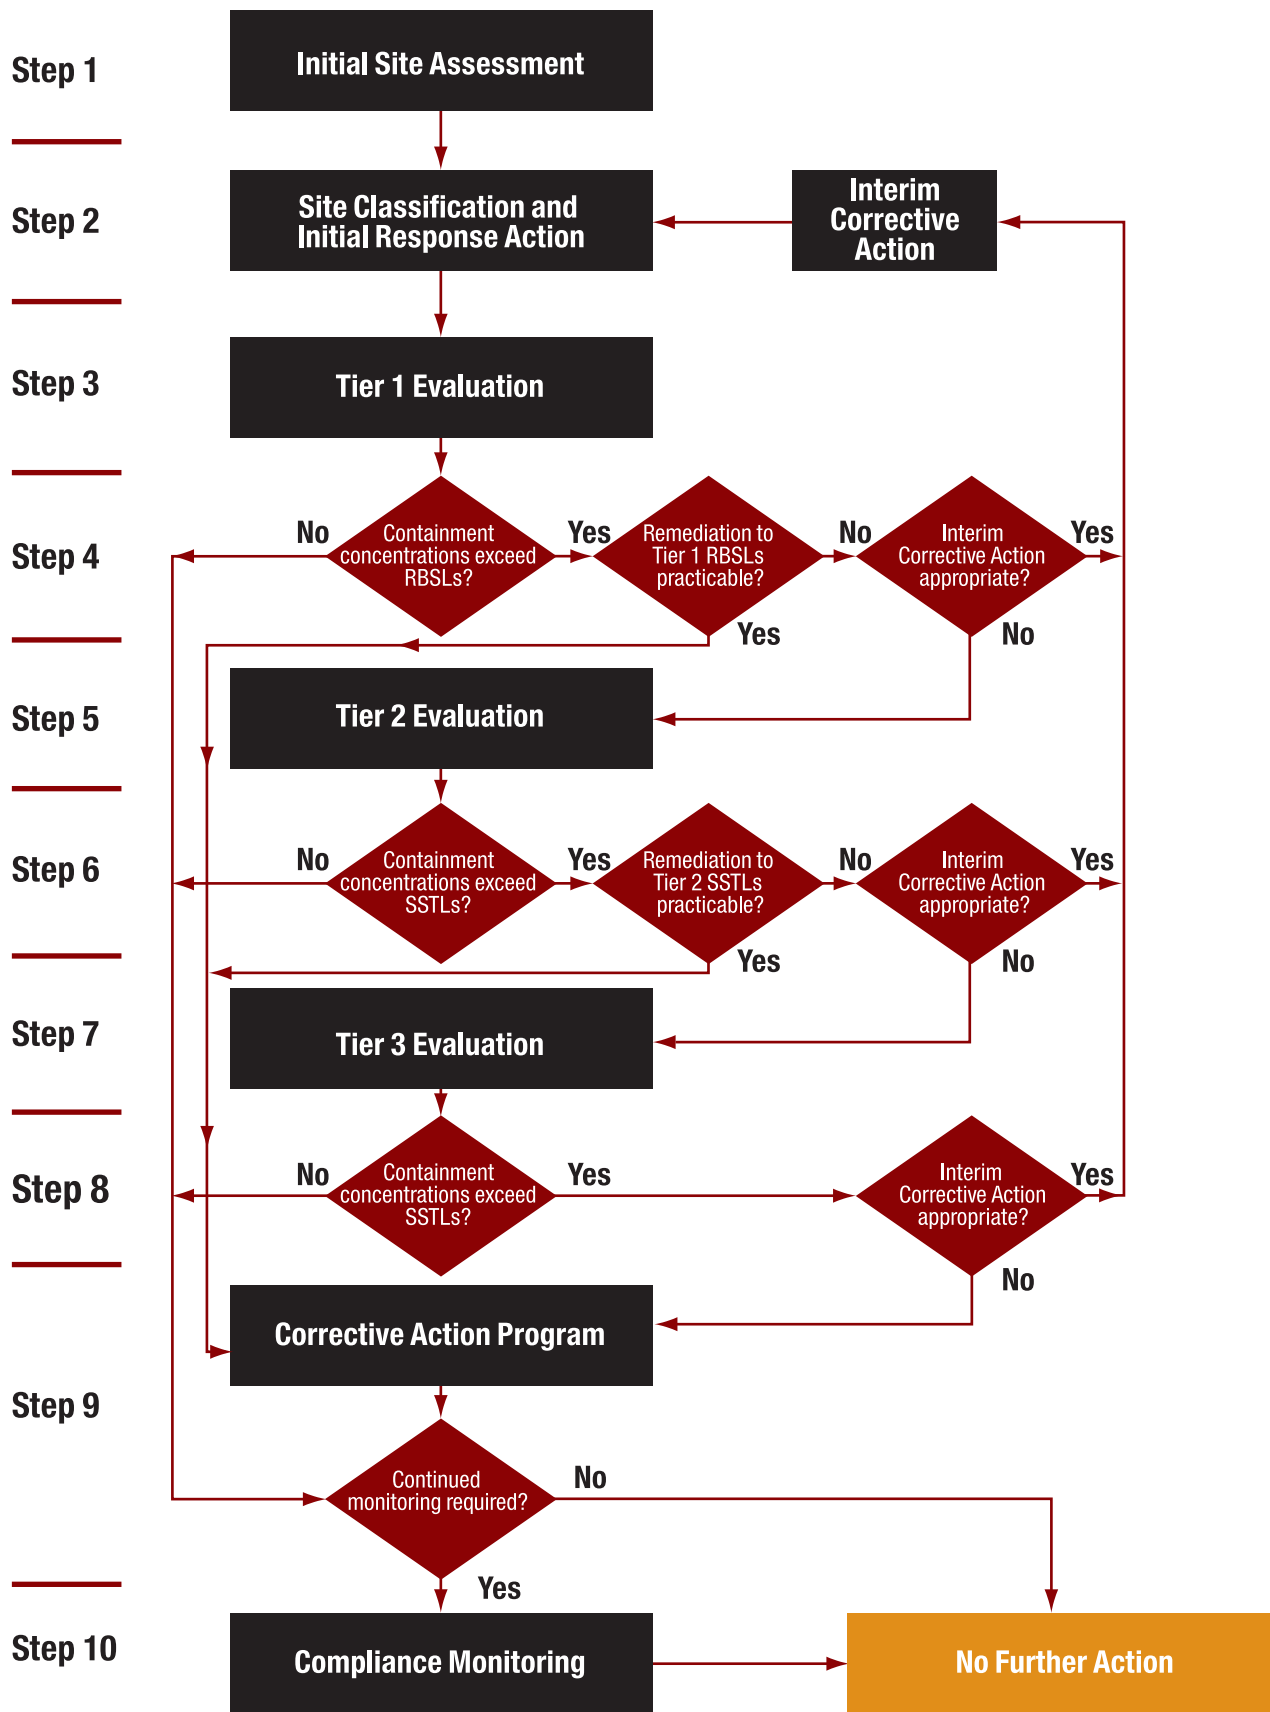 Step 1
Initial Site Assessment
Step 2
Site Classification and
Initial Response Action
Interim
Corrective
Action
Step 3
Tier 1 Evaluation
Step 4
No
Containment
concentrations exceed
RBSLs?
Yes
Remediation to
Tier 1 RBSLs
practicable?
No
Interim
Corrective Action
appropriate?
Yes
Yes
No
Step 5
Tier 2 Evaluation
Step 6
No
Containment
concentrations exceed
SSTLs?
Yes
Remediation to
Tier 2 SSTLs
practicable?
No
Interim
Corrective Action
appropriate?
Yes
Yes
No
Step 7
Tier 3 Evaluation
Step 8
No
Containment
concentrations exceed
SSTLs?
Yes
Interim
Corrective Action
appropriate?
Yes
No
Corrective Action Program
Step 9
Continued
monitoring required?
No
Yes
Step 10
Compliance Monitoring
No Further Action